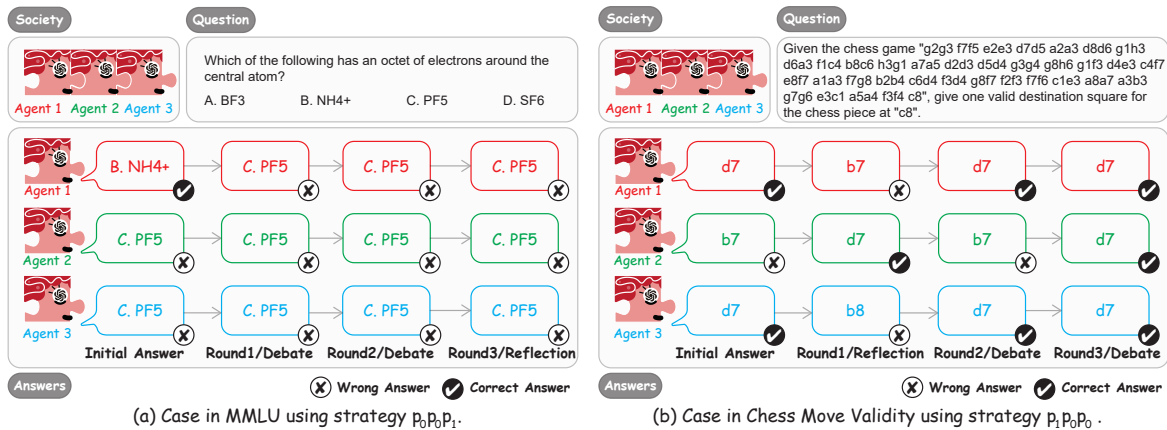 Society
Question
Agent 1 Agent 2 Agent 3
Which of the following has an octet of electrons around the
central atom?
A. BF3 B. NH4+ C. PF5 D. SF6
Agent 1
B. NH4+ C. PF5 C. PF5 C. PF5
Agent 2
C. PF5 C. PF5 C. PF5 C. PF5
Agent 3
C. PF5 C. PF5 C. PF5 C. PF5
Initial Answer Round1/Debate Round2/Debate Round3/Reflection
Answers
Wrong Answer Correct Answer
(a) Case in MMLU using strategy p₀p₀p₁.
Society
Question
Agent 1 Agent 2 Agent 3
Given the chess game "g2g3 f7f5 e2e3 d7d5 a2a3 d8d6 g1h3
d6a3 f1c4 b8c6 h3g1 a7a5 d2d3 d5d4 g3g4 g8h6 g1f3 d4e3 c4f7
e8f7 a1a3 f7g8 b2b4 c6d4 f3d4 g8f7 f2f3 f7f6 c1e3 a8a7 a3b3
g7g6 e3c1 a5a4 f3f4 c8", give one valid destination square for
the chess piece at "c8".
Agent 1
d7 b7 d7 d7
Agent 2
b7 d7 b7 d7
Agent 3
d7 b8 d7 d7
Initial Answer Round1/Reflection Round2/Debate Round3/Debate
Answers
Wrong Answer Correct Answer
(b) Case in Chess Move Validity using strategy p₁p₀p₀ .